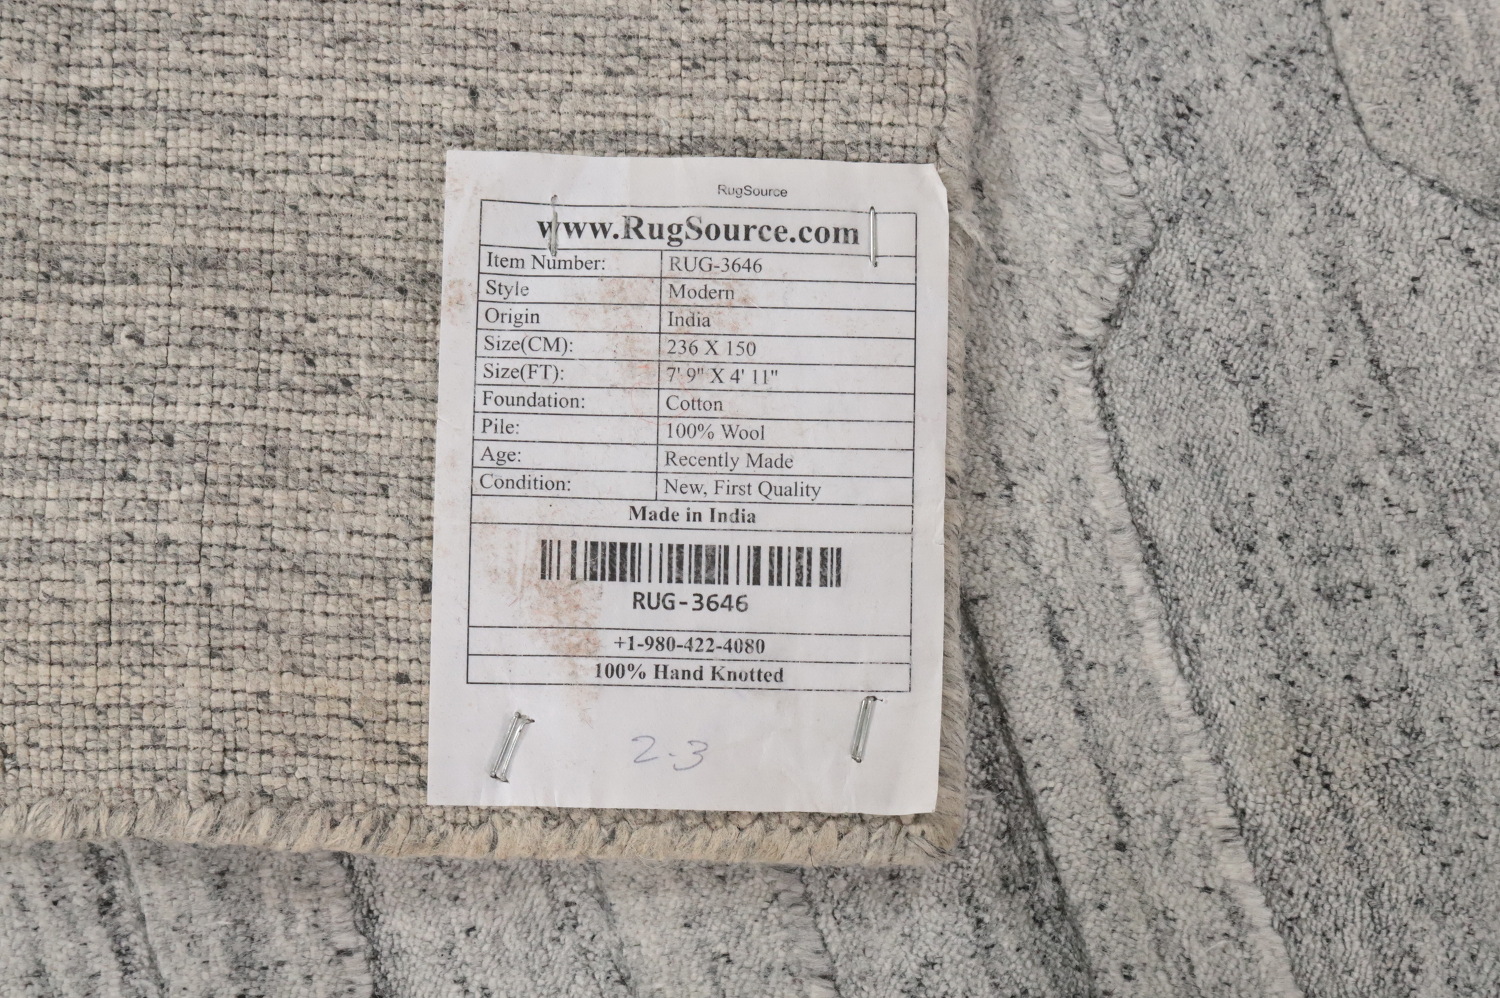 RugSource
www.RugSource.com
Item Number: RUG-3646
Style Modern
Origin India
Size(CM): 236 X 150
Size(FT): 7' 9" X 4' 11"
Foundation: Cotton
Pile: 100% Wool
Age: Recently Made
Condition: New, First Quality
Made in India
RUG-3646
+1-980-422-4080
100% Hand Knotted
2-3